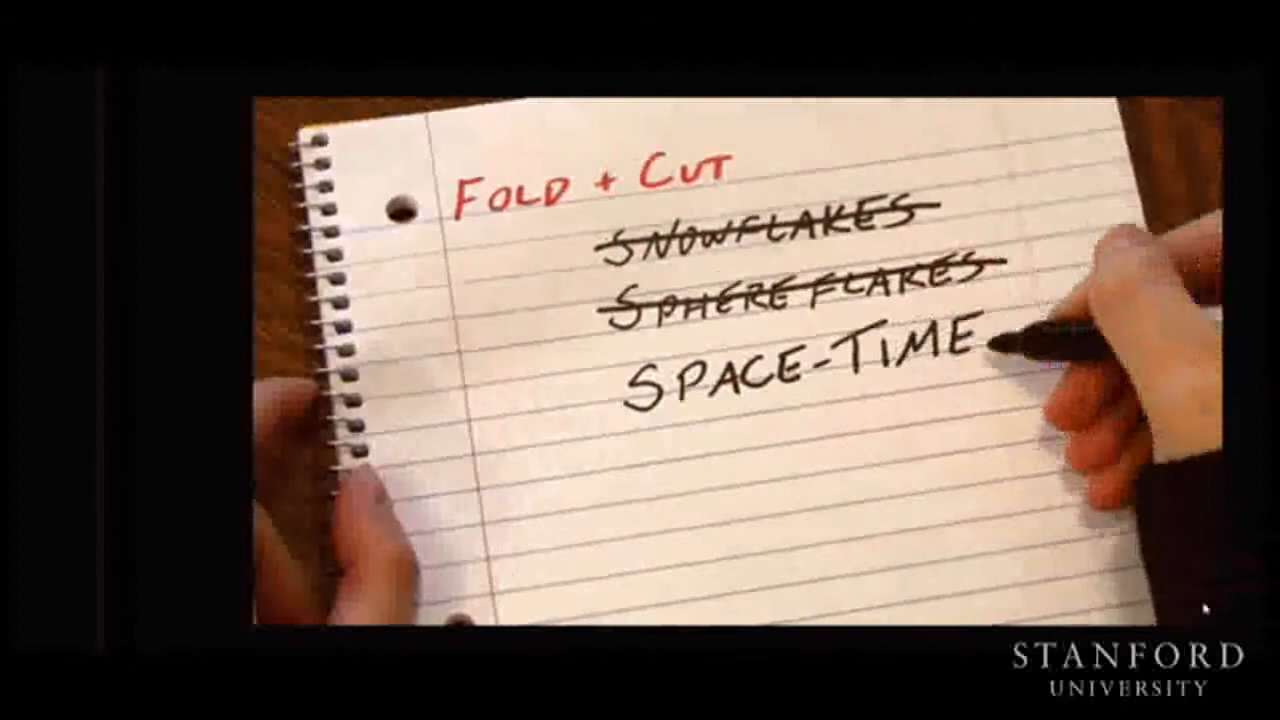 FOLD + CUT
SNOWFLAKES
SPHERE FLAKES
SPACE-TIME
STANFORD
UNIVERSITY